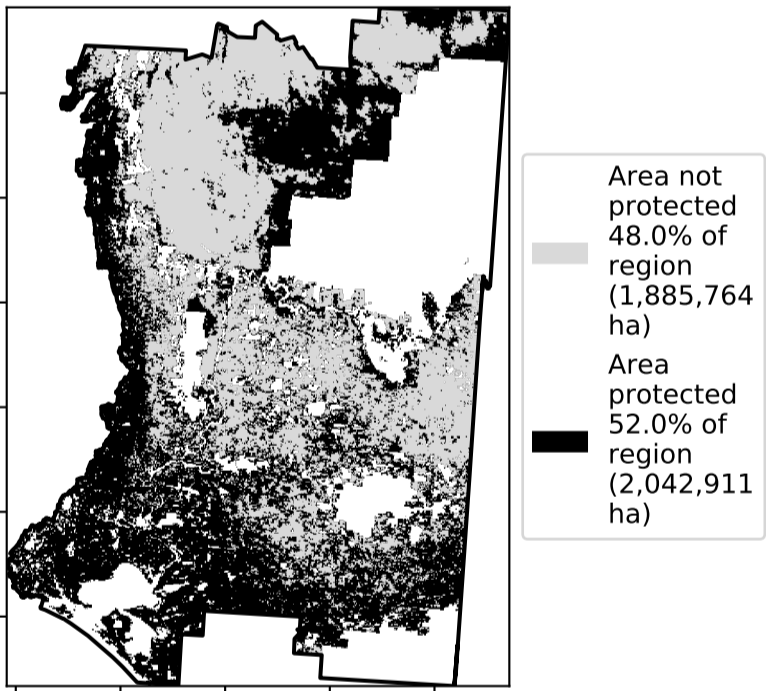 Area not
protected
48.0% of
region
(1,885,764
ha)
Area
protected
52.0% of
region
(2,042,911
ha)